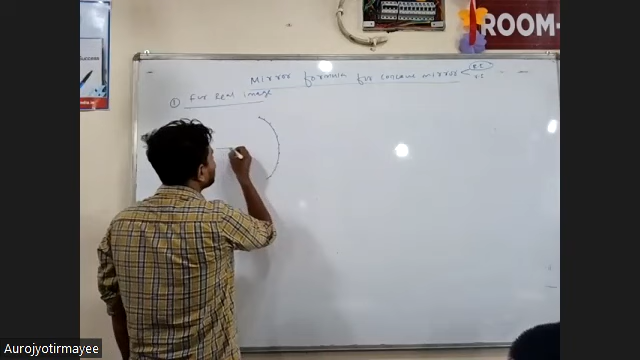 ROOM-
Mirror formula for concave mirror R.I
V.I
① For Real image
Aurojyotirmayee